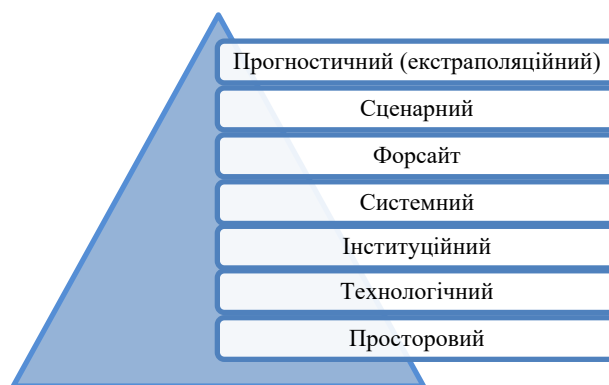 Прогностичний (екстраполяційний)
Сценарний
Форсайт
Системний
Інституційний
Технологічний
Просторовий